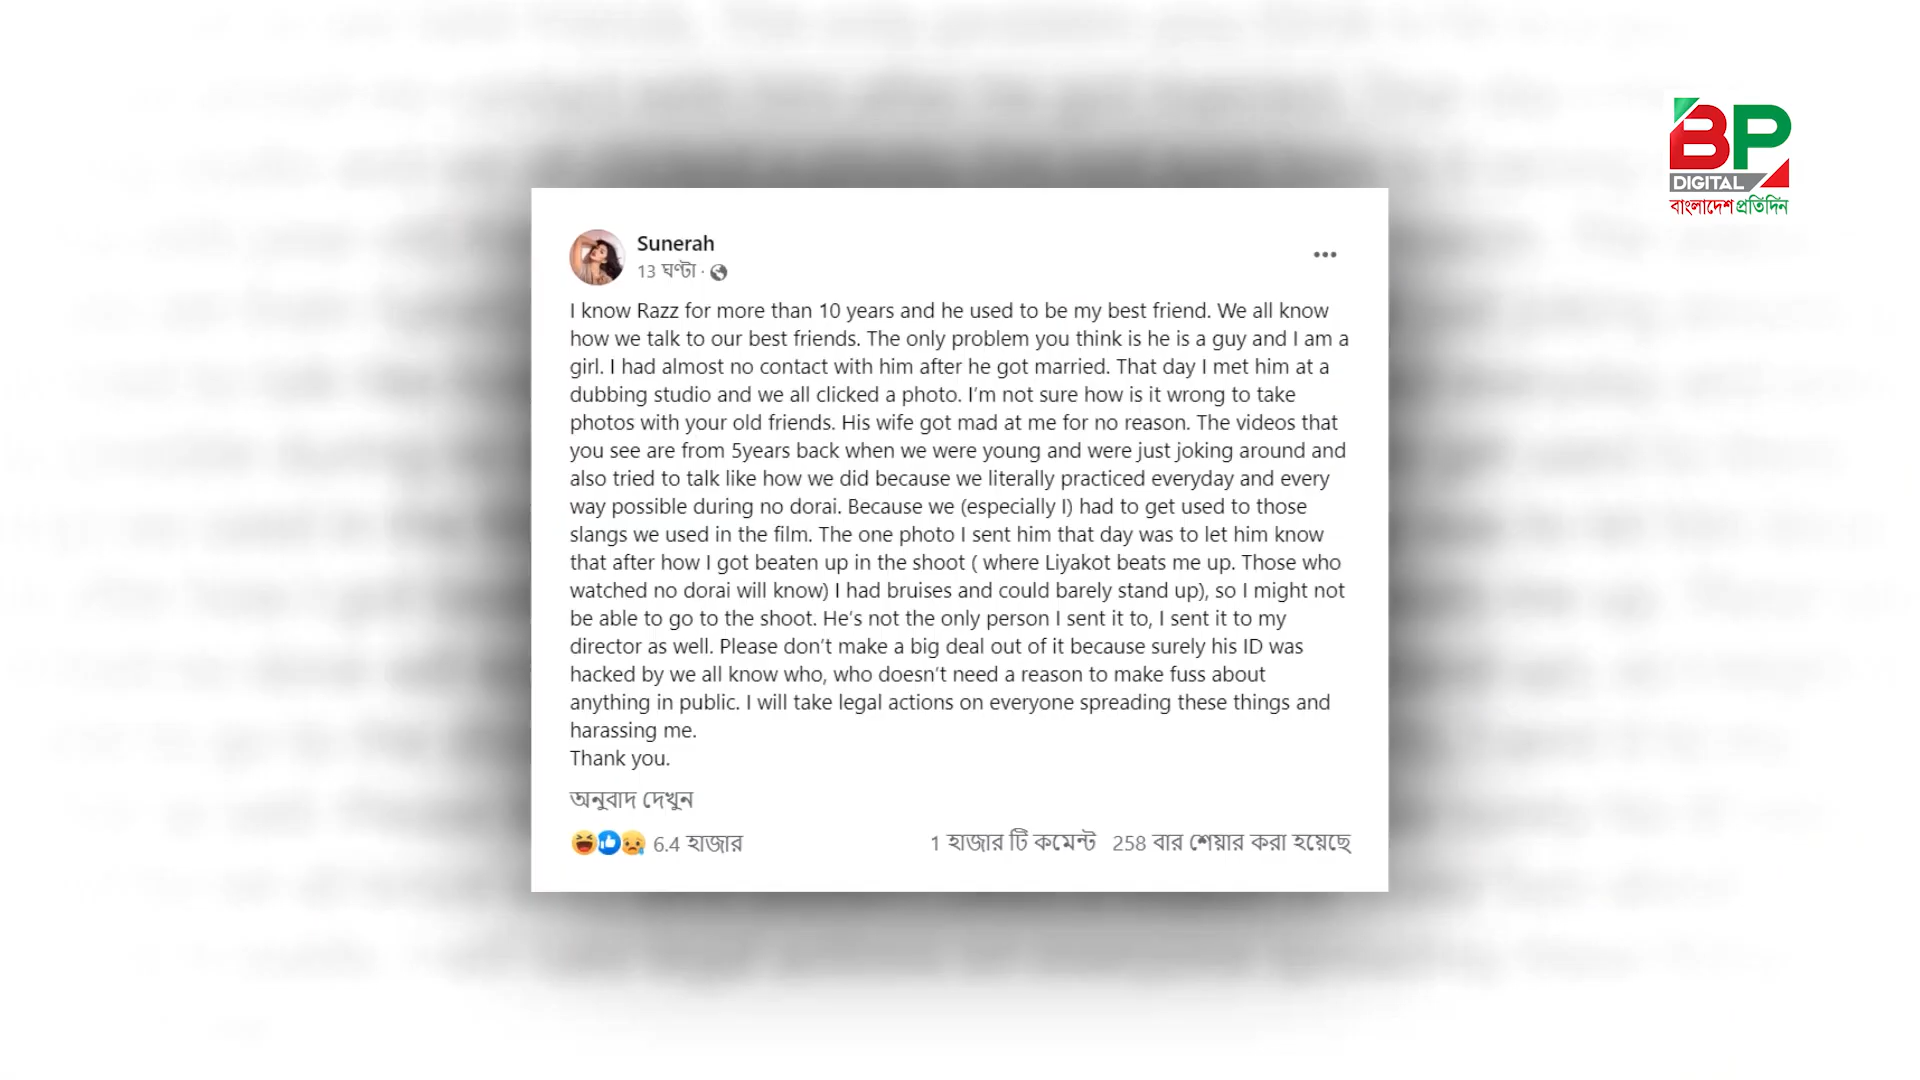 BP
DIGITAL
বাংলাদেশ প্রতিদিন
Sunerah
13 ঘণ্টা ·
I know Razz for more than 10 years and he used to be my best friend. We all know
how we talk to our best friends. The only problem you think is he is a guy and I am a
girl. I had almost no contact with him after he got married. That day I met him at a
dubbing studio and we all clicked a photo. I’m not sure how is it wrong to take
photos with your old friends. His wife got mad at me for no reason. The videos that
you see are from 5years back when we were young and were just joking around and
also tried to talk like how we did because we literally practiced everyday and every
way possible during no dorai. Because we (especially I) had to get used to those
slangs we used in the film. The one photo I sent him that day was to let him know
that after how I got beaten up in the shoot ( where Liyakot beats me up. Those who
watched no dorai will know) I had bruises and could barely stand up), so I might not
be able to go to the shoot. He’s not the only person I sent it to, I sent it to my
director as well. Please don’t make a big deal out of it because surely his ID was
hacked by we all know who, who doesn’t need a reason to make fuss about
anything in public. I will take legal actions on everyone spreading these things and
harassing me.
Thank you.
অনুবাদ দেখুন
6.4 হাজার 1 হাজার টি কমেন্ট 258 বার শেয়ার করা হয়েছে